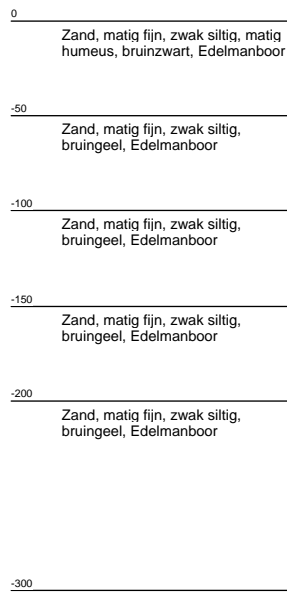 0
Zand, matig fijn, zwak siltig, matig
humeus, bruinzwart, Edelmanboor
-50
Zand, matig fijn, zwak siltig,
bruingeel, Edelmanboor
-100
Zand, matig fijn, zwak siltig,
bruingeel, Edelmanboor
-150
Zand, matig fijn, zwak siltig,
bruingeel, Edelmanboor
-200
Zand, matig fijn, zwak siltig,
bruingeel, Edelmanboor
-300